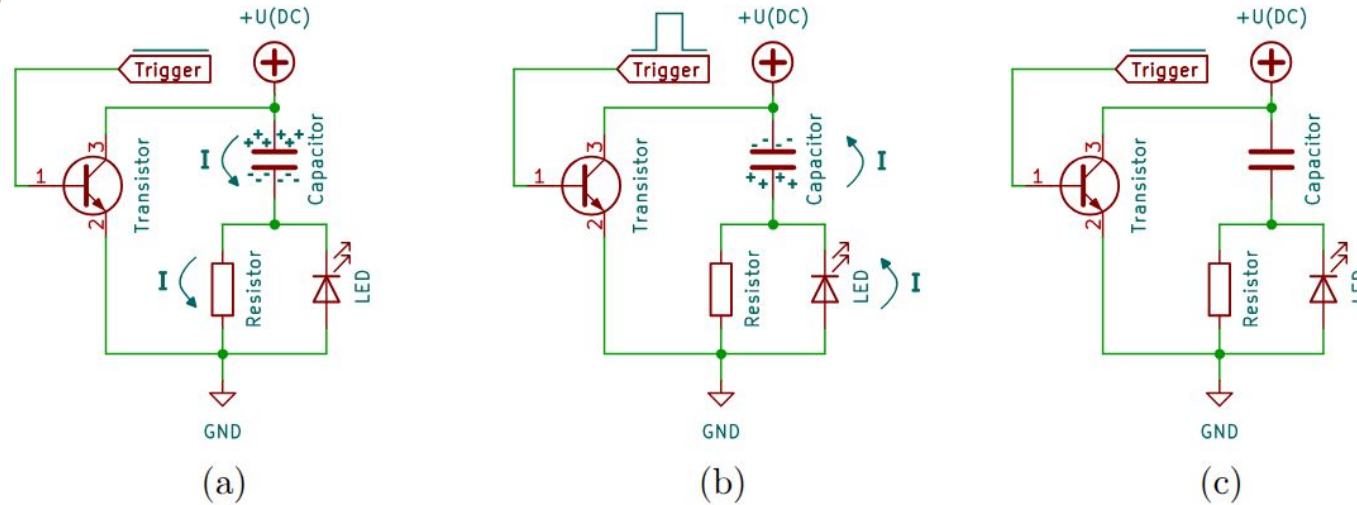 +U(DC)
Trigger
3
1
2
Transistor
I
++++
- - - -
Capacitor
I
Resistor
LED
GND
(a)
+U(DC)
Trigger
3
1
2
Transistor
- - -
++++
Capacitor
I
Resistor
LED
I
GND
(b)
+U(DC)
Trigger
3
1
2
Transistor
Capacitor
Resistor
LED
GND
(c)